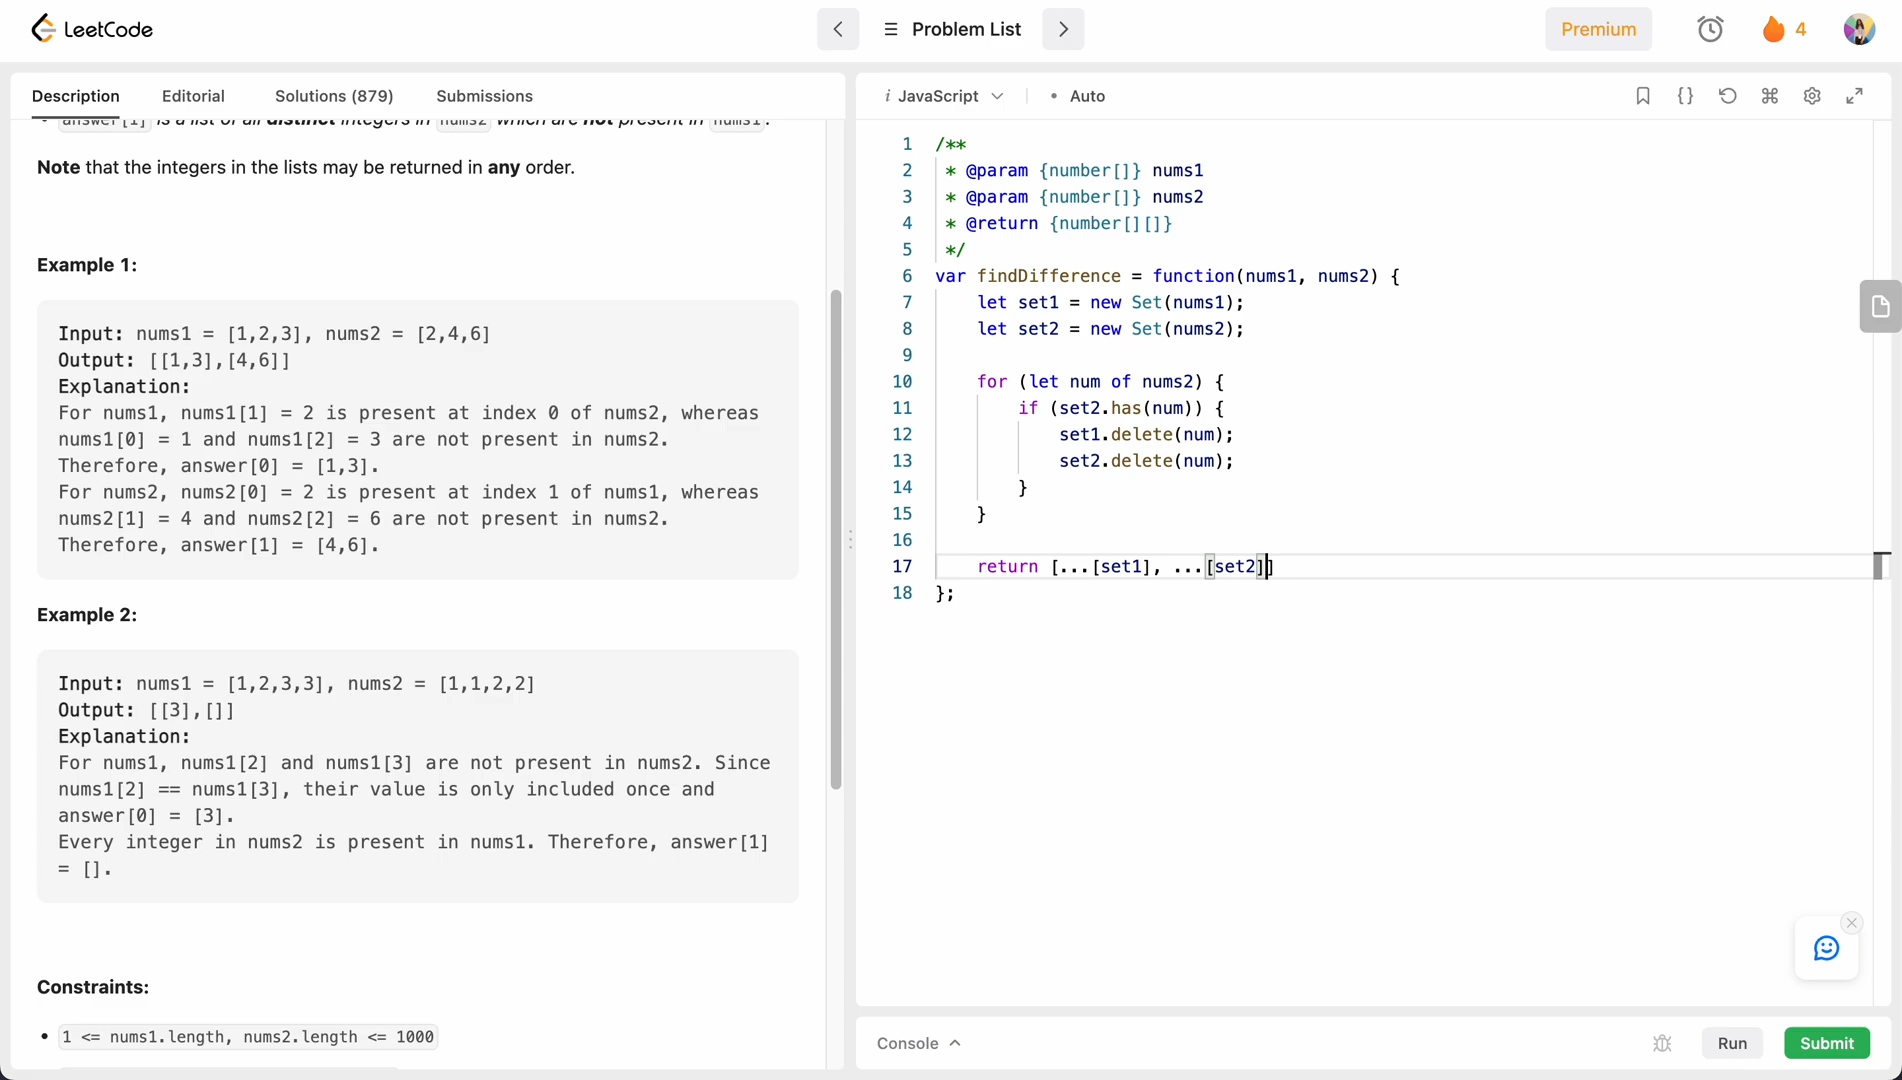 LeetCode
Problem List
Premium
4
Description
Editorial
Solutions (879)
Submissions
answer[1] is a list of all distinct integers in nums2 which are not present in nums1.
Note that the integers in the lists may be returned in any order.
Example 1:
Input: nums1 = [1,2,3], nums2 = [2,4,6]
Output: [[1,3],[4,6]]
Explanation:
For nums1, nums1[1] = 2 is present at index 0 of nums2, whereas
nums1[0] = 1 and nums1[2] = 3 are not present in nums2.
Therefore, answer[0] = [1,3].
For nums2, nums2[0] = 2 is present at index 1 of nums1, whereas
nums2[1] = 4 and nums2[2] = 6 are not present in nums2.
Therefore, answer[1] = [4,6].
Example 2:
Input: nums1 = [1,2,3,3], nums2 = [1,1,2,2]
Output: [[3],[]]
Explanation:
For nums1, nums1[2] and nums1[3] are not present in nums2. Since
nums1[2] == nums1[3], their value is only included once and
answer[0] = [3].
Every integer in nums2 is present in nums1. Therefore, answer[1]
= [].
Constraints:
• 1 <= nums1.length, nums2.length <= 1000
i JavaScript
• Auto
1 /**
2 * @param {number[]} nums1
3 * @param {number[]} nums2
4 * @return {number[][]}
5 */
6 var findDifference = function(nums1, nums2) {
7 let set1 = new Set(nums1);
8 let set2 = new Set(nums2);
9
10 for (let num of nums2) {
11 if (set2.has(num)) {
12 set1.delete(num);
13 set2.delete(num);
14 }
15 }
16
17 return [...[set1], ...[set2]]
18 };
Console
Run
Submit